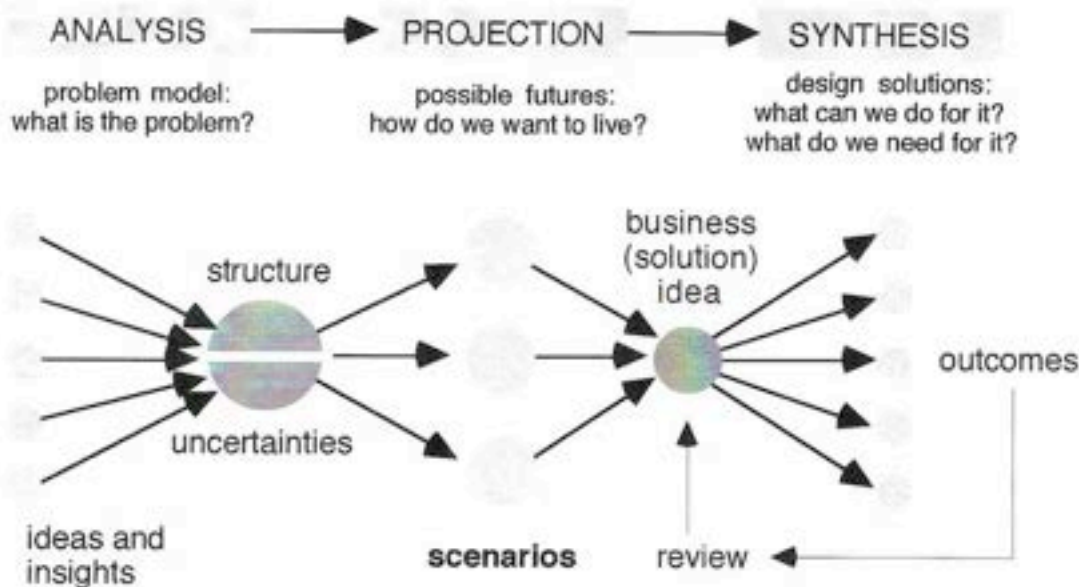 ANALYSIS
PROJECTION
SYNTHESIS
problem model:
what is the problem?
possible futures:
how do we want to live?
design solutions:
what can we do for it?
what do we need for it?
structure
business
(solution)
idea
outcomes
uncertainties
ideas and
insights
scenarios
review